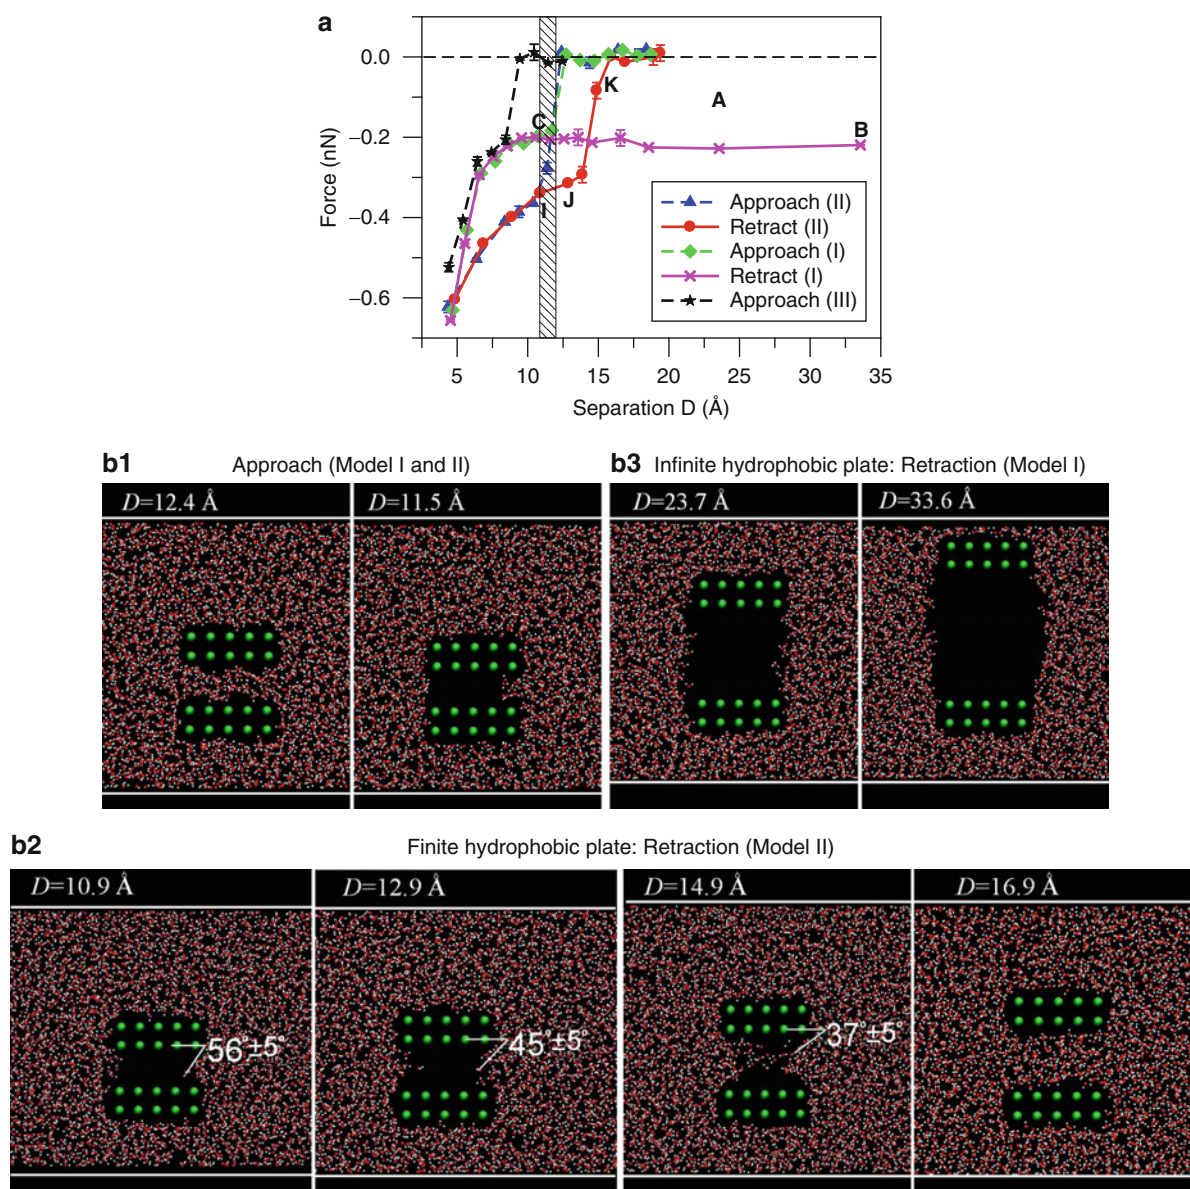 a
0.0
−0.2
−0.4
−0.6
Force (nN)
C
I
J
K
A
B
Approach (II)
Retract (II)
Approach (I)
Retract (I)
Approach (III)
5 10 15 20 25 30 35
Separation D (Å)
b1 Approach (Model I and II)
D=12.4 Å D=11.5 Å
b3 Infinite hydrophobic plate: Retraction (Model I)
D=23.7 Å D=33.6 Å
b2 Finite hydrophobic plate: Retraction (Model II)
D=10.9 Å D=12.9 Å D=14.9 Å D=16.9 Å
56°±5° 45°±5° 37°±5°